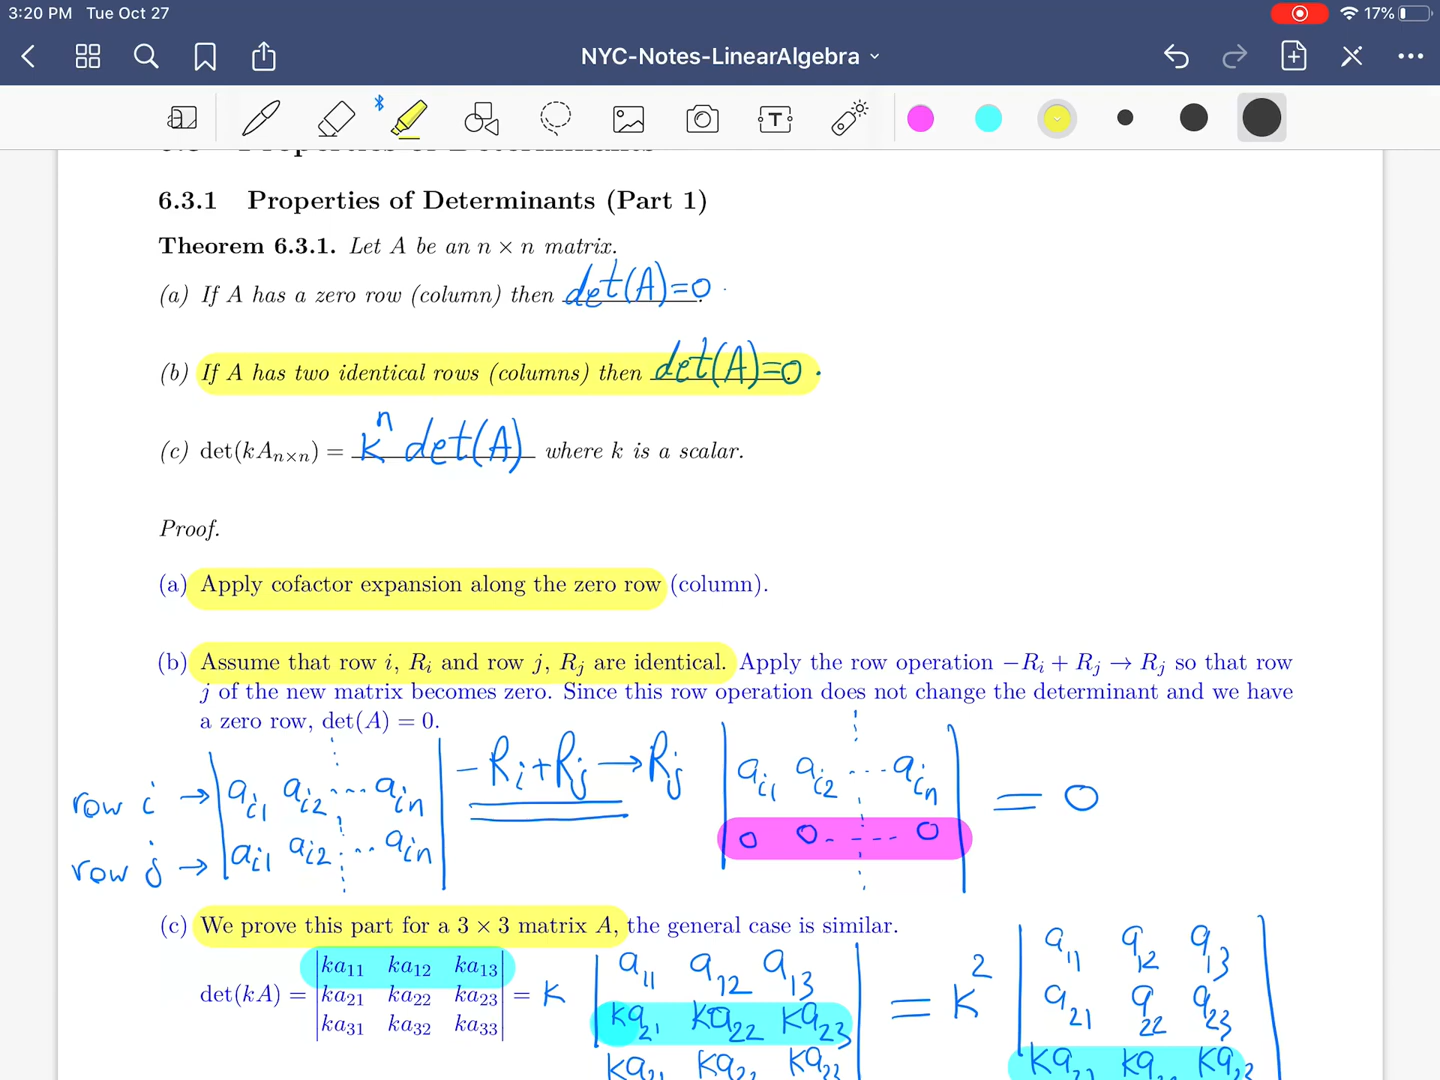 3:20 PM Tue Oct 27 17%
NYC-Notes-LinearAlgebra
Properties of Determinants
6.3.1 Properties of Determinants (Part 1)
Theorem 6.3.1. Let A be an n × n matrix.
(a) If A has a zero row (column) then det(A)=0.
(b) If A has two identical rows (columns) then det(A)=0.
(c) det(kAₙₓₙ) = kⁿ det(A) where k is a scalar.
Proof.
(a) Apply cofactor expansion along the zero row (column).
(b) Assume that row i, Rᵢ and row j, Rⱼ are identical. Apply the row operation −Rᵢ + Rⱼ → Rⱼ so that row
j of the new matrix becomes zero. Since this row operation does not change the determinant and we have
a zero row, det(A) = 0.
row i → | aᵢ₁ aᵢ₂ ... aᵢₙ | −Rᵢ+Rⱼ → Rⱼ | aᵢ₁ aᵢ₂ ... aᵢₙ | = 0
row j → | aᵢ₁ aᵢ₂ ... aᵢₙ | | 0 0 ... 0 |
(c) We prove this part for a 3 × 3 matrix A, the general case is similar.
|ka₁₁ ka₁₂ ka₁₃| | a₁₁ a₁₂ a₁₃ | | a₁₁ a₁₂ a₁₃ |
det(kA) = |ka₂₁ ka₂₂ ka₂₃| = k | ka₂₁ ka₂₂ ka₂₃ | = k² | a₂₁ a₂₂ a₂₃ |
|ka₃₁ ka₃₂ ka₃₃|